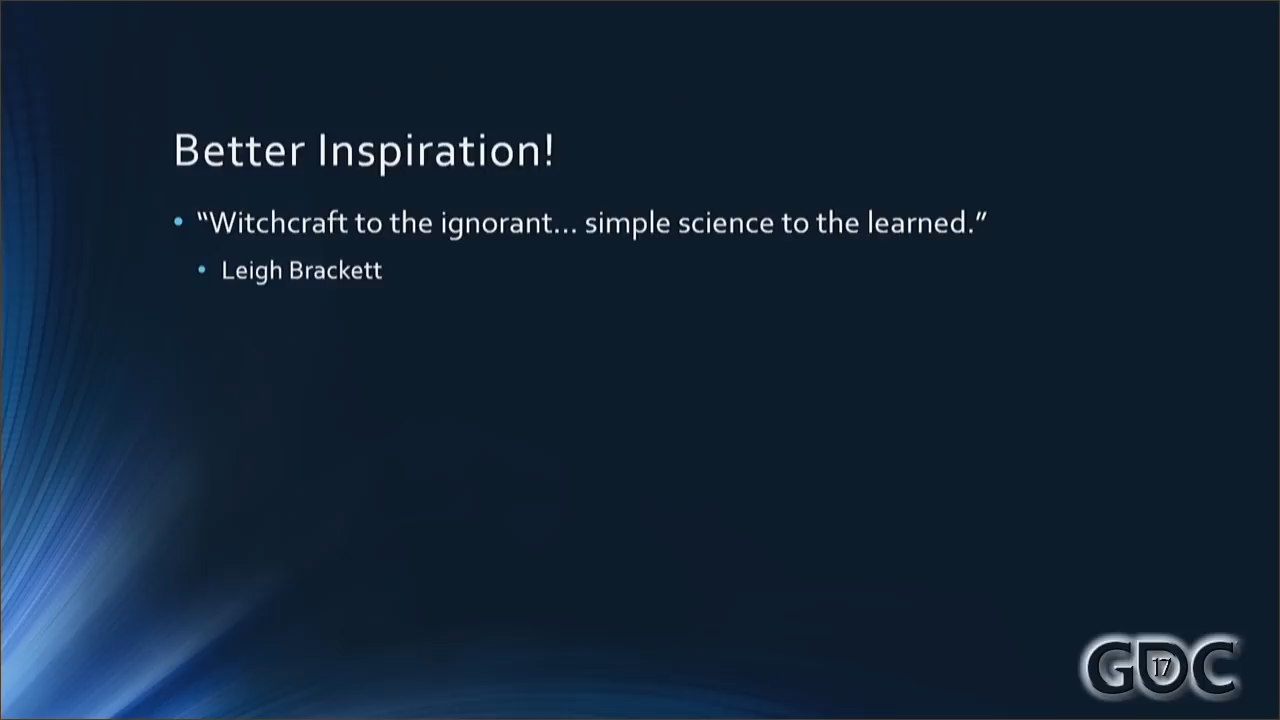 Better Inspiration!
• “Witchcraft to the ignorant... simple science to the learned.”
• Leigh Brackett
GDC
17